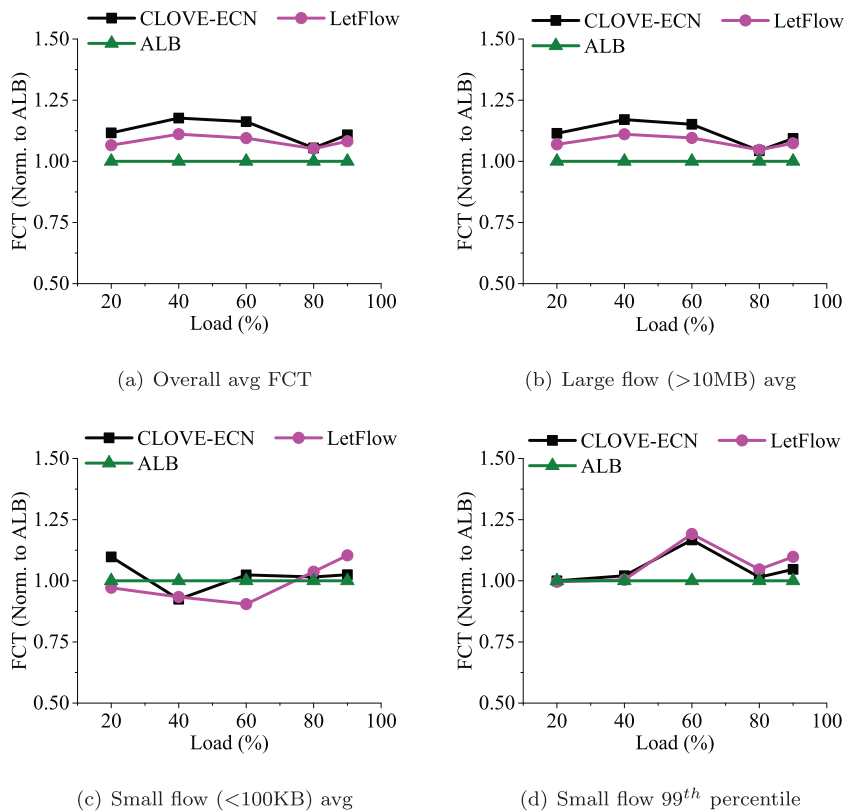 CLOVE-ECN LetFlow
ALB
1.50
1.25
1.00
0.75
0.50
FCT (Norm. to ALB)
20 40 60 80 100
Load (%)
(a) Overall avg FCT
CLOVE-ECN LetFlow
ALB
1.50
1.25
1.00
0.75
0.50
FCT (Norm. to ALB)
20 40 60 80 100
Load (%)
(b) Large flow (>10MB) avg
CLOVE-ECN LetFlow
ALB
1.50
1.25
1.00
0.75
0.50
FCT (Norm. to ALB)
20 40 60 80 100
Load (%)
(c) Small flow (<100KB) avg
CLOVE-ECN LetFlow
ALB
1.50
1.25
1.00
0.75
0.50
FCT (Norm. to ALB)
20 40 60 80 100
Load (%)
(d) Small flow 99th percentile